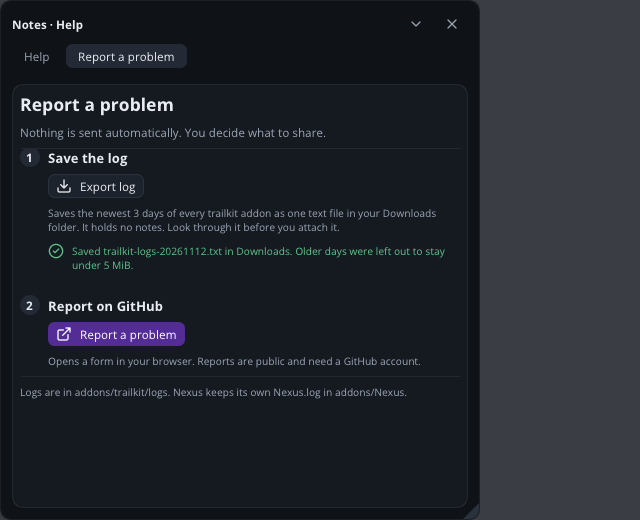 Notes · Help
Help
Report a problem
Report a problem
Nothing is sent automatically. You decide what to share.
1
Save the log
Export log
Saves the newest 3 days of every trailkit addon as one text file in your Downloads
folder. It holds no notes. Look through it before you attach it.
Saved trailkit-logs-20261112.txt in Downloads. Older days were left out to stay
under 5 MiB.
2
Report on GitHub
Report a problem
Opens a form in your browser. Reports are public and need a GitHub account.
Logs are in addons/trailkit/logs. Nexus keeps its own Nexus.log in addons/Nexus.